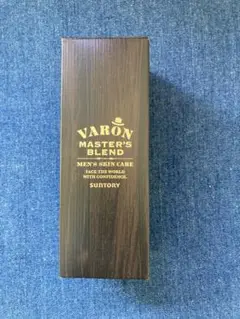 VARON
MASTER'S
BLEND
MEN'S SKIN CARE
FACE THE WORLD
WITH CONFIDENCE.
SUNTORY